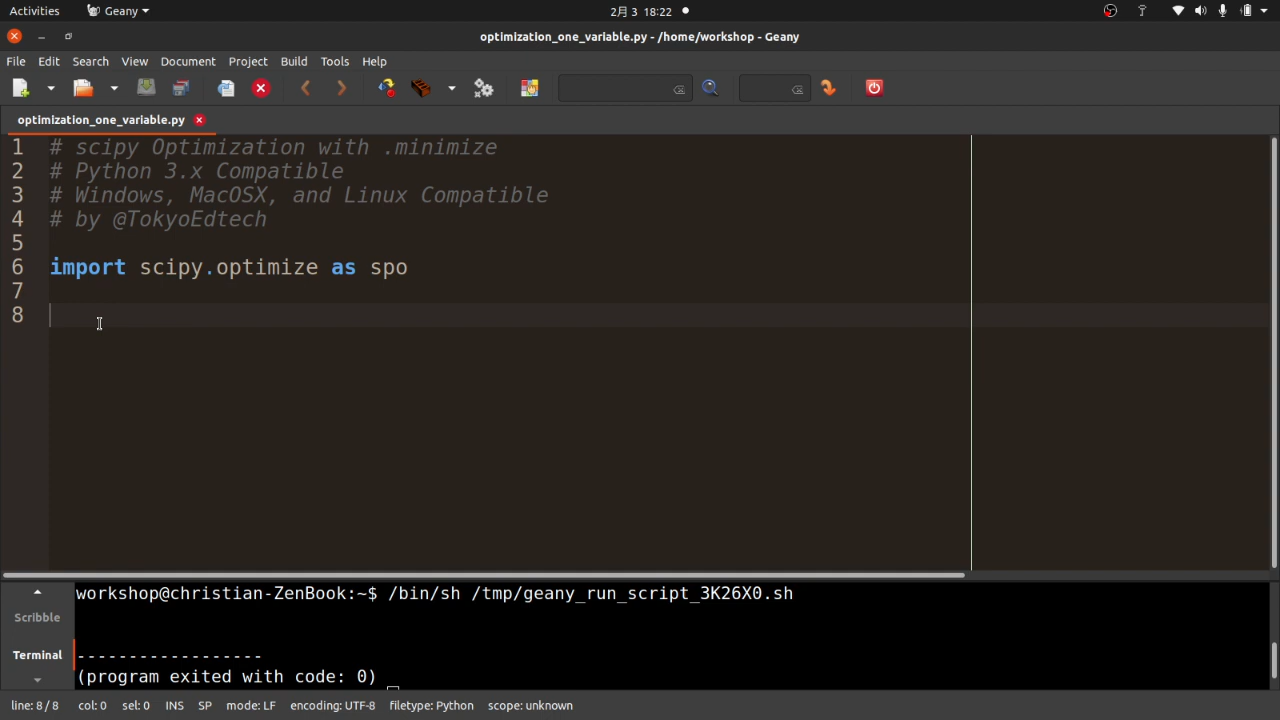 Activities
Geany
2月 3 18:22
optimization_one_variable.py - /home/workshop - Geany
File Edit Search View Document Project Build Tools Help
optimization_one_variable.py
1 # scipy Optimization with .minimize
2 # Python 3.x Compatible
3 # Windows, MacOSX, and Linux Compatible
4 # by @TokyoEdtech
5
6 import scipy.optimize as spo
7
8
workshop@christian-ZenBook:~$ /bin/sh /tmp/geany_run_script_3K26X0.sh
Scribble
Terminal
------------------
(program exited with code: 0)
line: 8 / 8 col: 0 sel: 0 INS SP mode: LF encoding: UTF-8 filetype: Python scope: unknown